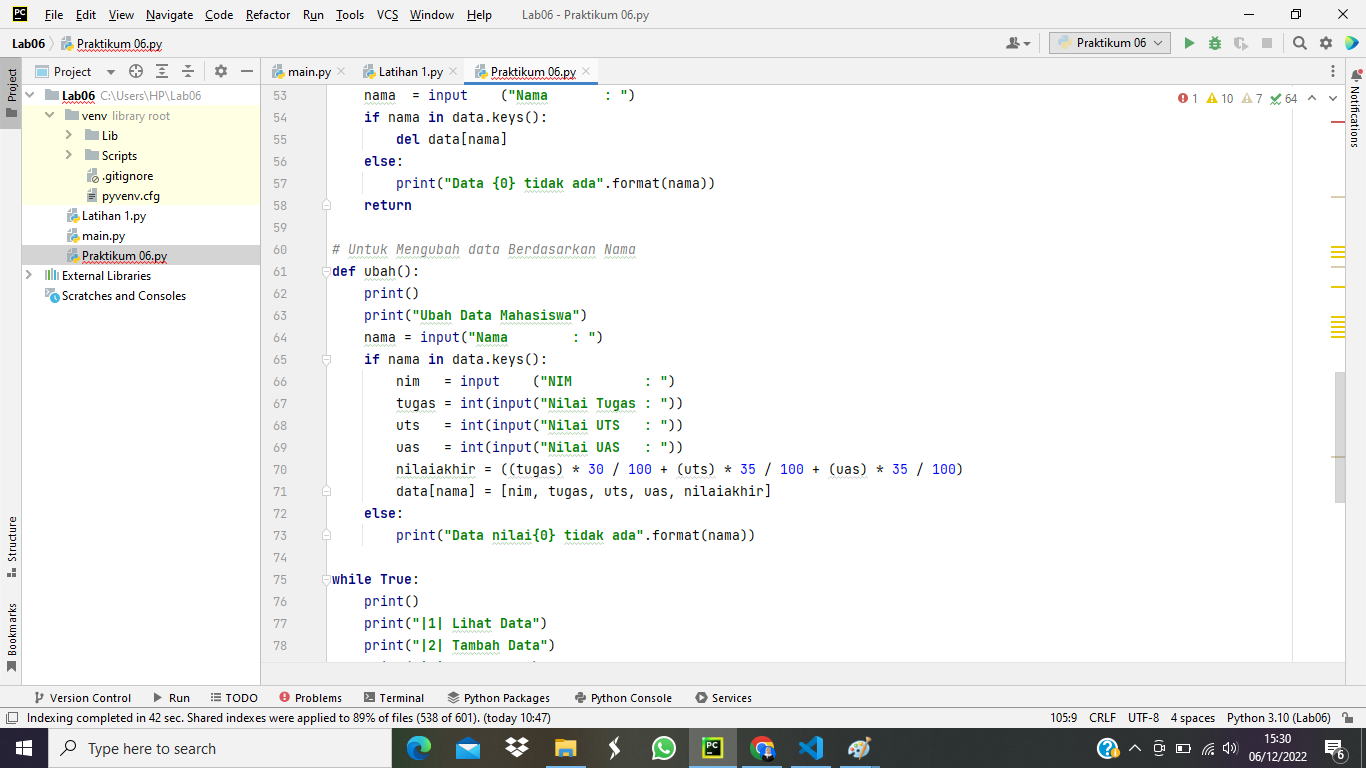 PC File Edit View Navigate Code Refactor Run Tools VCS Window Help Lab06 - Praktikum 06.py
Lab06 Praktikum 06.py Praktikum 06
Project main.py Latihan 1.py Praktikum 06.py
Project
Structure
Bookmarks
Lab06 C:\Users\HP\Lab06
venv library root
Lib
Scripts
.gitignore
pyvenv.cfg
Latihan 1.py
main.py
Praktikum 06.py
External Libraries
Scratches and Consoles
1 10 7 64
Notifications
53 nama  = input    ("Nama       : ")
54 if nama in data.keys():
55 del data[nama]
56 else:
57 print("Data {0} tidak ada".format(nama))
58 return
59
60 # Untuk Mengubah data Berdasarkan Nama
61 def ubah():
62 print()
63 print("Ubah Data Mahasiswa")
64 nama = input("Nama        : ")
65 if nama in data.keys():
66 nim   = input    ("NIM         : ")
67 tugas = int(input("Nilai Tugas : "))
68 uts   = int(input("Nilai UTS   : "))
69 uas   = int(input("Nilai UAS   : "))
70 nilaiakhir = ((tugas) * 30 / 100 + (uts) * 35 / 100 + (uas) * 35 / 100)
71 data[nama] = [nim, tugas, uts, uas, nilaiakhir]
72 else:
73 print("Data nilai{0} tidak ada".format(nama))
74
75 while True:
76 print()
77 print("|1| Lihat Data")
78 print("|2| Tambah Data")
Version Control Run TODO Problems Terminal Python Packages Python Console Services
Indexing completed in 42 sec. Shared indexes were applied to 89% of files (538 of 601). (today 10:47) 105:9 CRLF UTF-8 4 spaces Python 3.10 (Lab06)
Type here to search PC 15:30
06/12/2022 6